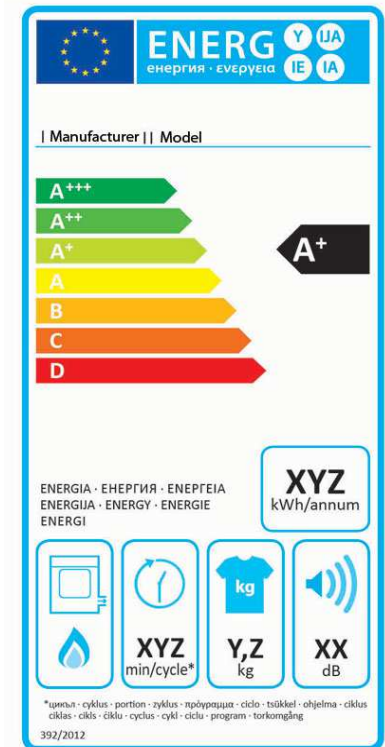 ENERG Y IJA
енергия · ενεργεια IE IA
| Manufacturer || Model
A+++
A++
A+ A+
A
B
C
D
XYZ
kWh/annum
ENERGIA · ЕНЕРГИЯ · ΕΝΕΡΓΕΙΑ
ENERGIJA · ENERGY · ENERGIE
ENERGI
kg
XYZ
min/cycle*
Y,Z
kg
XX
dB
*цикъл · cyklus · portion · zyklus · πρόγραμμα · ciclo · tsükkel · ohjelma · ciklus
ciklas · cikls · ċiklu · cyclus · cykl · ciclu · program · torkomgång
392/2012